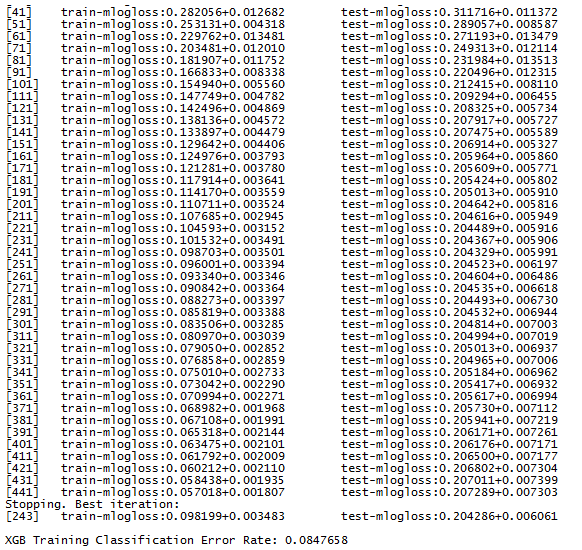 [41] train-mlogloss:0.282056+0.012682 test-mlogloss:0.311716+0.011372
[51] train-mlogloss:0.253131+0.004318 test-mlogloss:0.289057+0.008587
[61] train-mlogloss:0.229762+0.013481 test-mlogloss:0.271193+0.013479
[71] train-mlogloss:0.203481+0.012010 test-mlogloss:0.249313+0.012114
[81] train-mlogloss:0.181907+0.011752 test-mlogloss:0.231984+0.013513
[91] train-mlogloss:0.166833+0.008338 test-mlogloss:0.220496+0.012315
[101] train-mlogloss:0.154940+0.005560 test-mlogloss:0.212415+0.008110
[111] train-mlogloss:0.147749+0.004782 test-mlogloss:0.209294+0.006455
[121] train-mlogloss:0.142496+0.004869 test-mlogloss:0.208325+0.005734
[131] train-mlogloss:0.138136+0.004572 test-mlogloss:0.207917+0.005727
[141] train-mlogloss:0.133897+0.004479 test-mlogloss:0.207475+0.005589
[151] train-mlogloss:0.129642+0.004406 test-mlogloss:0.206914+0.005327
[161] train-mlogloss:0.124976+0.003793 test-mlogloss:0.205964+0.005860
[171] train-mlogloss:0.121281+0.003780 test-mlogloss:0.205609+0.005771
[181] train-mlogloss:0.117914+0.003641 test-mlogloss:0.205424+0.005802
[191] train-mlogloss:0.114170+0.003559 test-mlogloss:0.205013+0.005910
[201] train-mlogloss:0.110711+0.003524 test-mlogloss:0.204642+0.005816
[211] train-mlogloss:0.107685+0.002945 test-mlogloss:0.204616+0.005949
[221] train-mlogloss:0.104593+0.003152 test-mlogloss:0.204489+0.005916
[231] train-mlogloss:0.101532+0.003491 test-mlogloss:0.204367+0.005906
[241] train-mlogloss:0.098703+0.003501 test-mlogloss:0.204329+0.005991
[251] train-mlogloss:0.096001+0.003394 test-mlogloss:0.204523+0.006197
[261] train-mlogloss:0.093340+0.003346 test-mlogloss:0.204604+0.006486
[271] train-mlogloss:0.090842+0.003364 test-mlogloss:0.204535+0.006618
[281] train-mlogloss:0.088273+0.003397 test-mlogloss:0.204493+0.006730
[291] train-mlogloss:0.085819+0.003388 test-mlogloss:0.204532+0.006944
[301] train-mlogloss:0.083506+0.003285 test-mlogloss:0.204814+0.007003
[311] train-mlogloss:0.080970+0.003039 test-mlogloss:0.204994+0.007019
[321] train-mlogloss:0.079050+0.002852 test-mlogloss:0.205013+0.006937
[331] train-mlogloss:0.076858+0.002859 test-mlogloss:0.204965+0.007006
[341] train-mlogloss:0.075010+0.002733 test-mlogloss:0.205184+0.006962
[351] train-mlogloss:0.073042+0.002290 test-mlogloss:0.205417+0.006932
[361] train-mlogloss:0.070994+0.002271 test-mlogloss:0.205617+0.006994
[371] train-mlogloss:0.068982+0.001968 test-mlogloss:0.205730+0.007112
[381] train-mlogloss:0.067108+0.001991 test-mlogloss:0.205941+0.007219
[391] train-mlogloss:0.065318+0.002144 test-mlogloss:0.206171+0.007261
[401] train-mlogloss:0.063475+0.002101 test-mlogloss:0.206176+0.007171
[411] train-mlogloss:0.061792+0.002009 test-mlogloss:0.206500+0.007177
[421] train-mlogloss:0.060212+0.002110 test-mlogloss:0.206802+0.007304
[431] train-mlogloss:0.058438+0.001935 test-mlogloss:0.207011+0.007399
[441] train-mlogloss:0.057018+0.001807 test-mlogloss:0.207289+0.007303
Stopping. Best iteration:
[243] train-mlogloss:0.098199+0.003483 test-mlogloss:0.204286+0.006061
XGB Training Classification Error Rate: 0.0847658